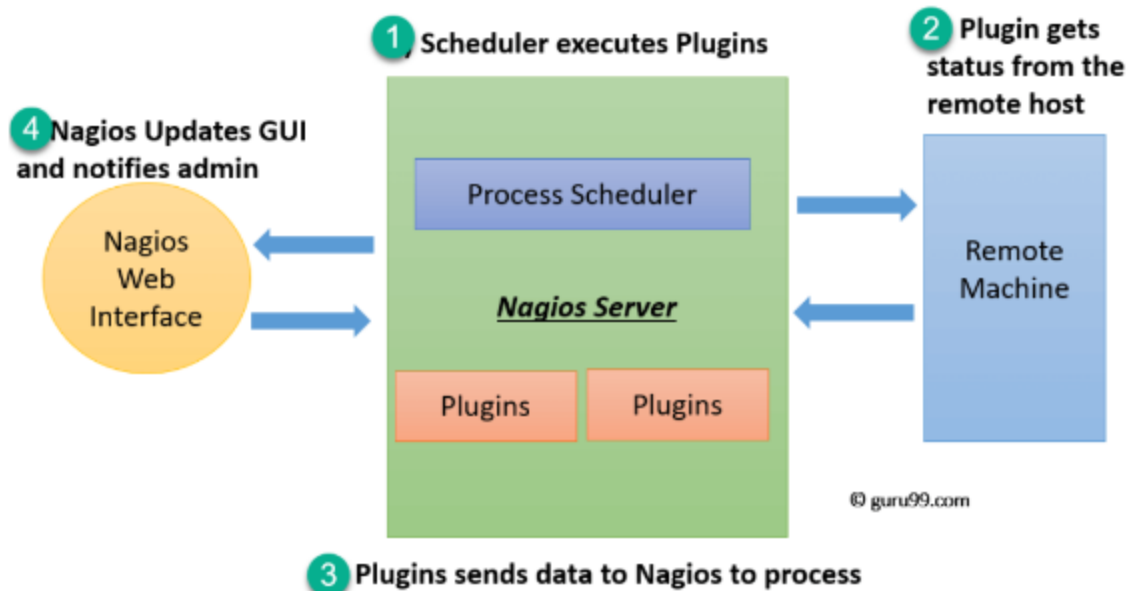 1 Scheduler executes Plugins
2 Plugin gets
status from the
remote host
4 Nagios Updates GUI
and notifies admin
Process Scheduler
Nagios
Web
Interface
Nagios Server
Remote
Machine
Plugins
Plugins
© guru99.com
3 Plugins sends data to Nagios to process